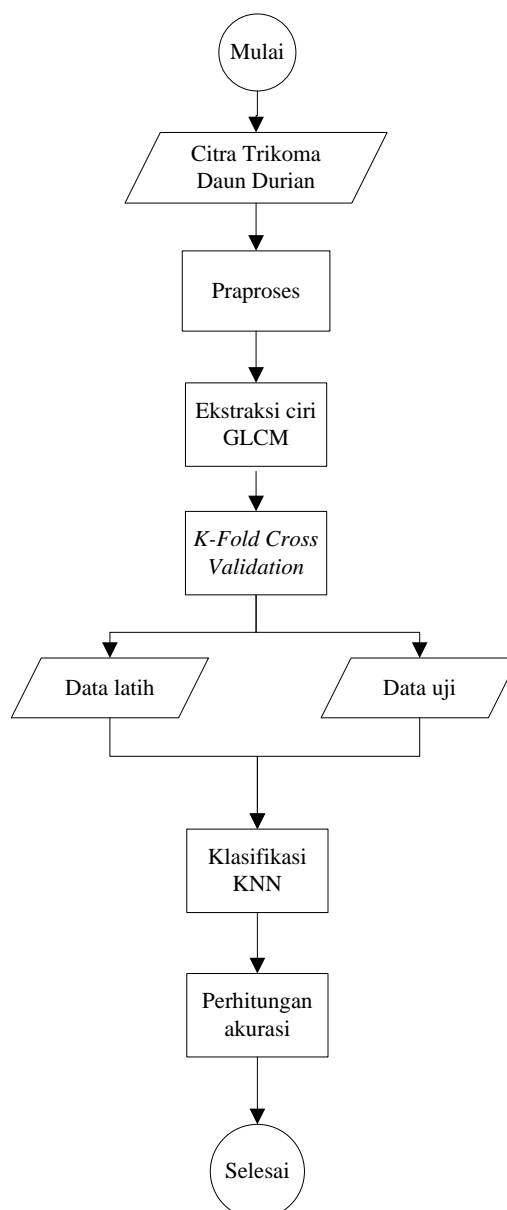 Mulai
Citra Trikoma
Daun Durian
Praproses
Ekstraksi ciri
GLCM
K-Fold Cross
Validation
Data latih
Data uji
Klasifikasi
KNN
Perhitungan
akurasi
Selesai